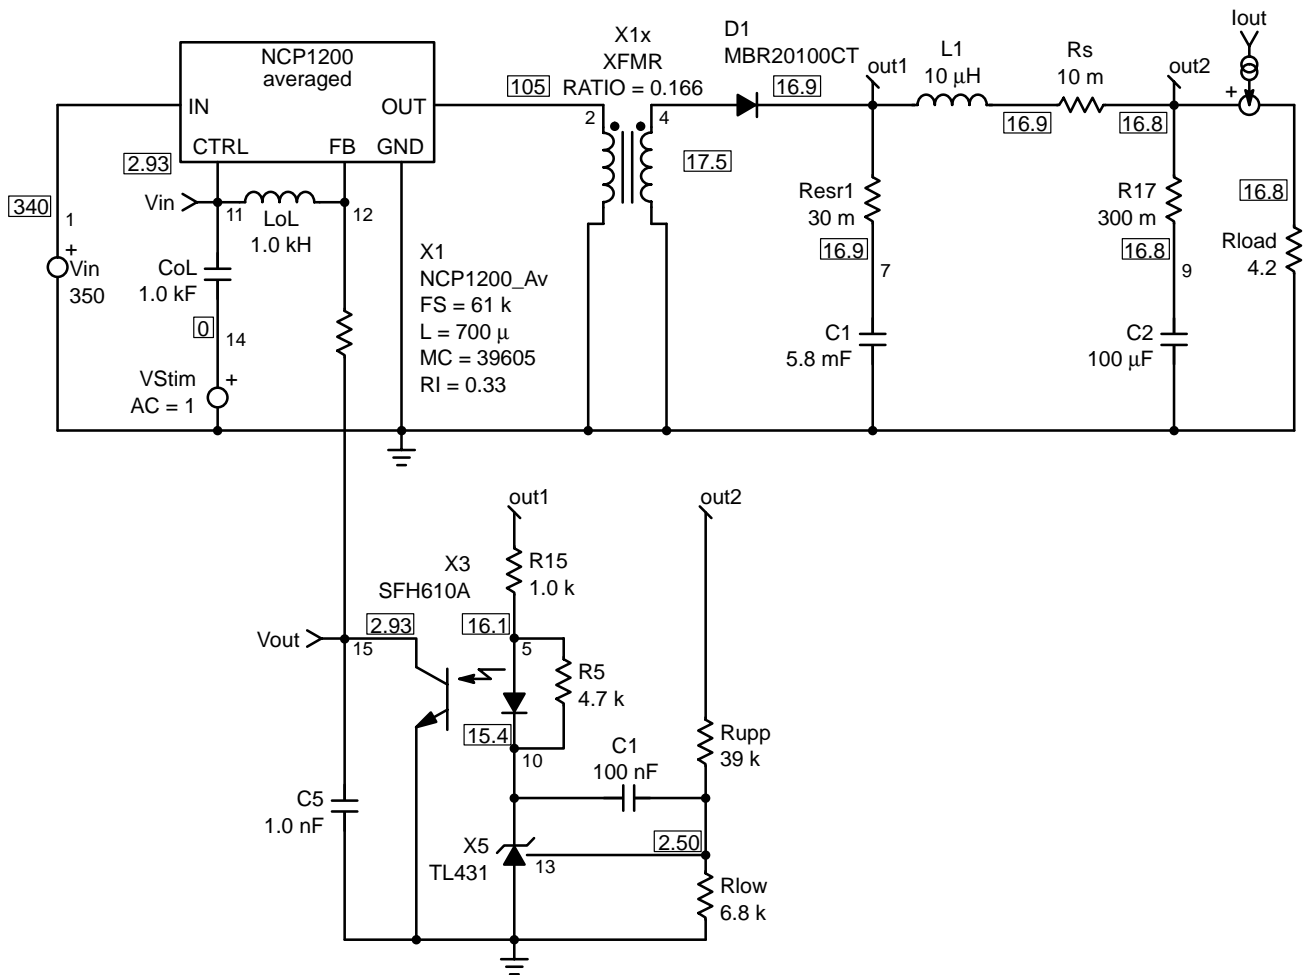 Iout
D1
MBR20100CT
X1x
XFMR
RATIO = 0.166
L1
10 μH
Rs
10 m
NCP1200
averaged
out1
out2
105
16.9
+
IN
OUT
2
4
16.9
16.8
CTRL
FB
GND
2.93
17.5
340
1
Vin
11
12
LoL
1.0 kH
Resr1
30 m
R17
300 m
16.8
+
Vin
350
CoL
1.0 kF
X1
NCP1200_Av
FS = 61 k
L = 700 μ
MC = 39605
RI = 0.33
16.9
7
16.8
9
Rload
4.2
0
14
C1
5.8 mF
C2
100 μF
VStim
AC = 1
+
out1
out2
X3
SFH610A
R15
1.0 k
Vout
2.93
15
16.1
5
R5
4.7 k
15.4
10
C1
100 nF
Rupp
39 k
C5
1.0 nF
X5
TL431
13
2.50
Rlow
6.8 k